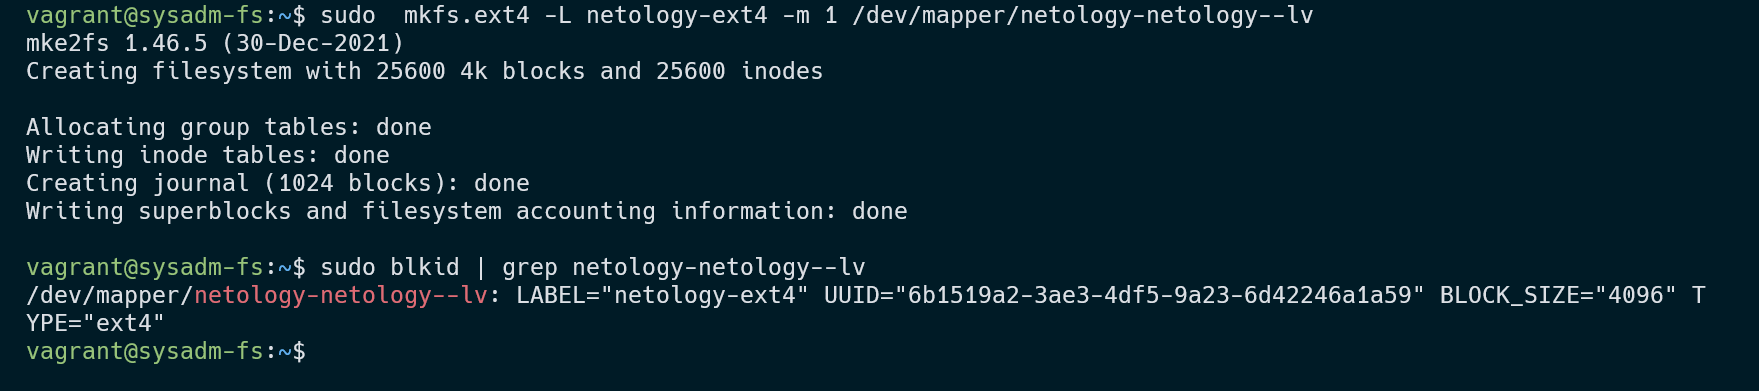 vagrant@sysadm-fs:~$ sudo  mkfs.ext4 -L netology-ext4 -m 1 /dev/mapper/netology-netology--lv
mke2fs 1.46.5 (30-Dec-2021)
Creating filesystem with 25600 4k blocks and 25600 inodes
Allocating group tables: done
Writing inode tables: done
Creating journal (1024 blocks): done
Writing superblocks and filesystem accounting information: done
vagrant@sysadm-fs:~$ sudo blkid | grep netology-netology--lv
/dev/mapper/netology-netology--lv: LABEL="netology-ext4" UUID="6b1519a2-3ae3-4df5-9a23-6d42246a1a59" BLOCK_SIZE="4096" T
YPE="ext4"
vagrant@sysadm-fs:~$